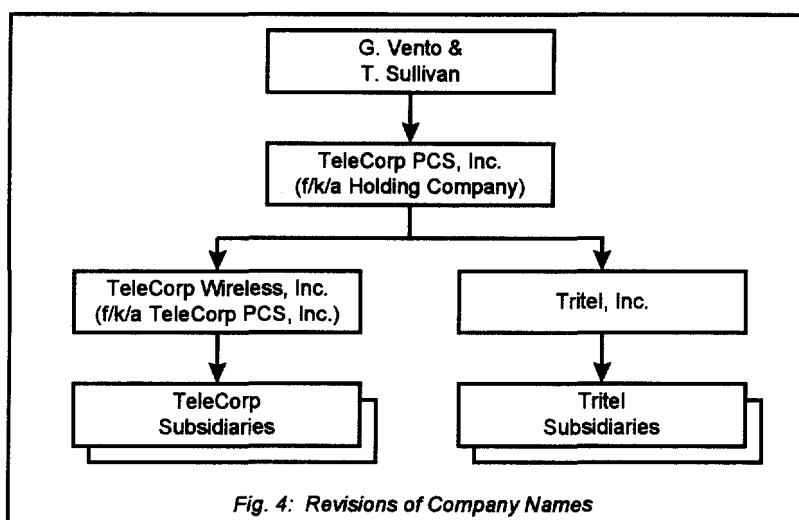 G. Vento &
T. Sullivan
TeleCorp PCS, Inc.
(f/k/a Holding Company)
TeleCorp Wireless, Inc.
(f/k/a TeleCorp PCS, Inc.)
Tritel, Inc.
TeleCorp
Subsidiaries
Tritel
Subsidiaries
Fig. 4: Revisions of Company Names